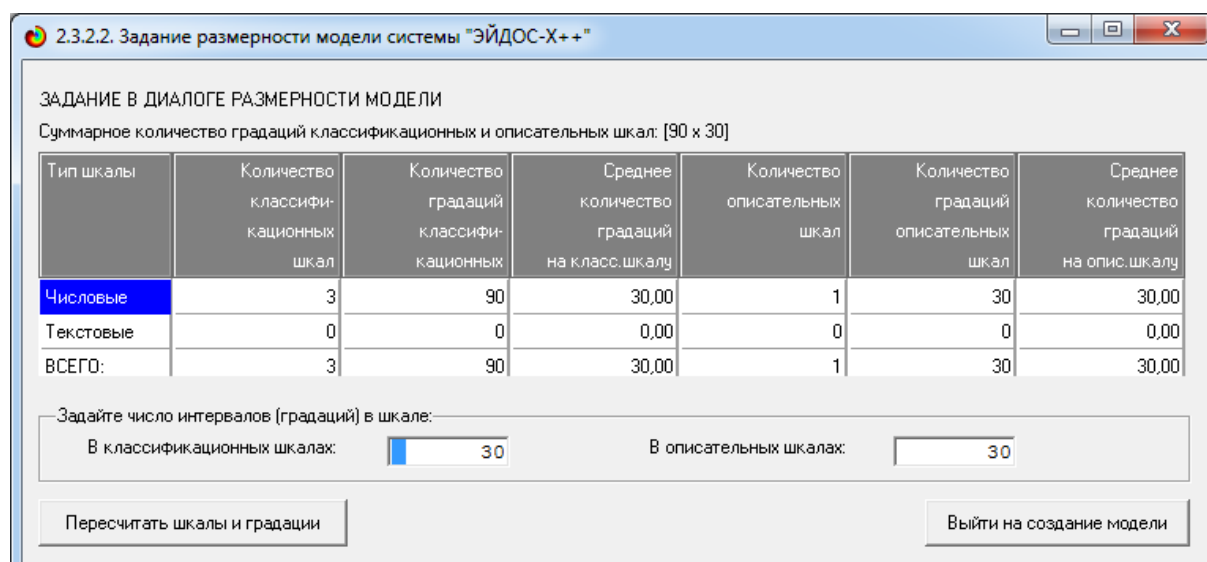 2.3.2.2. Задание размерности модели системы "ЭЙДОС-X++"
ЗАДАНИЕ В ДИАЛОГЕ РАЗМЕРНОСТИ МОДЕЛИ
Суммарное количество градаций классификационных и описательных шкал: [90 x 30]
Тип шкалы Количество Количество Среднее Количество Количество Среднее
классифи- градаций количество описательных градаций количество
кационных классифи- градаций шкал описательных градаций
шкал кационных на класс.шкалу шкал на опис.шкалу
Числовые 3 90 30,00 1 30 30,00
Текстовые 0 0 0,00 0 0 0,00
ВСЕГО: 3 90 30,00 1 30 30,00
Задайте число интервалов (градаций) в шкале:
В классификационных шкалах: 30 В описательных шкалах: 30
Пересчитать шкалы и градации Выйти на создание модели